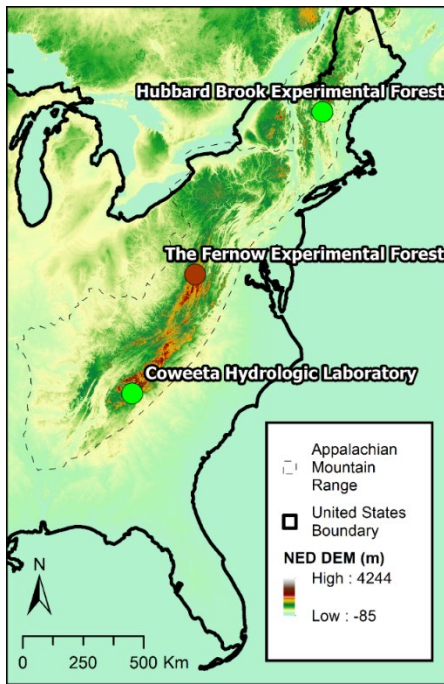 Hubbard Brook Experimental Forest
The Fernow Experimental Forest
Coweeta Hydrologic Laboratory
Appalachian
Mountain
Range
United States
Boundary
NED DEM (m)
High : 4244
Low : -85
N
0 250 500 Km